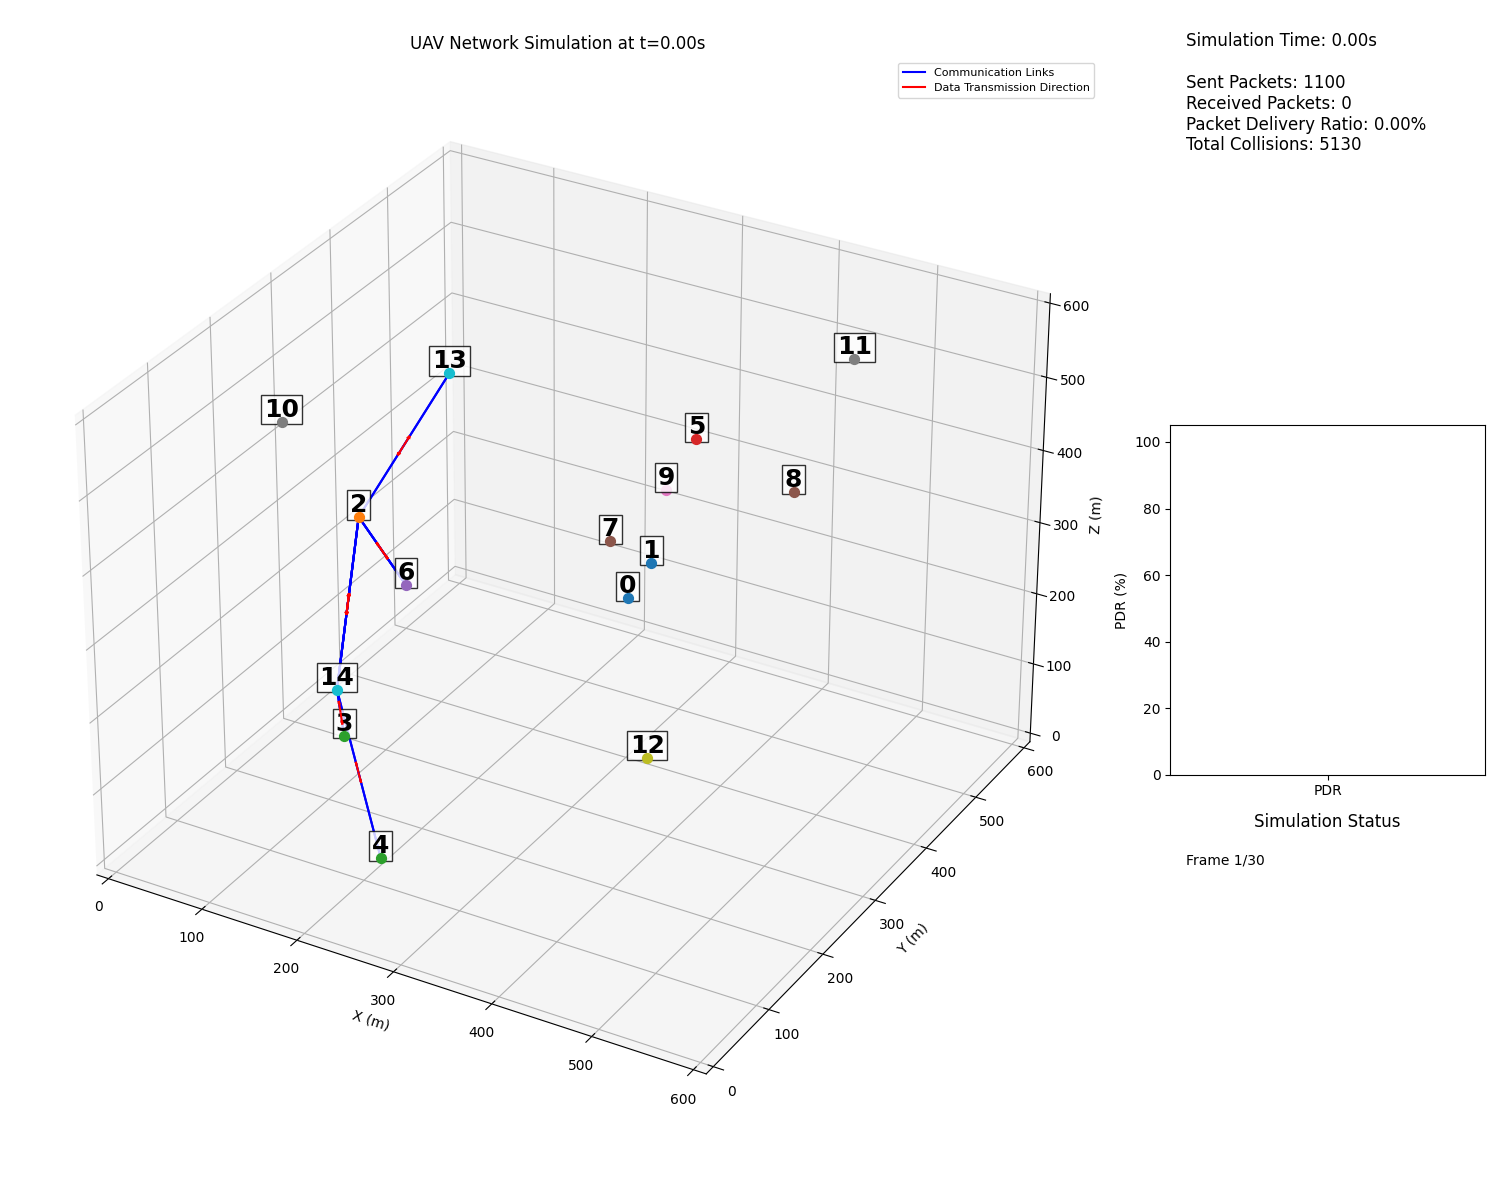 UAV Network Simulation at t=0.00s
Communication Links
Data Transmission Direction
Simulation Time: 0.00s
Sent Packets: 1100
Received Packets: 0
Packet Delivery Ratio: 0.00%
Total Collisions: 5130
13
10
11
5
9
8
2
7
1
6
0
14
3
12
4
0
100
200
300
400
500
600
X (m)
0
100
200
300
400
500
600
Y (m)
600
500
400
300
200
100
0
Z (m)
100
80
60
40
20
0
PDR (%)
PDR
Simulation Status
Frame 1/30